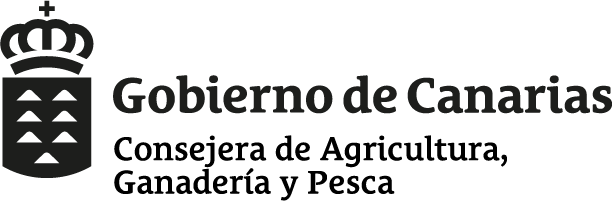 Gobierno de Canarias
Consejera de Agricultura,
Ganadería y Pesca